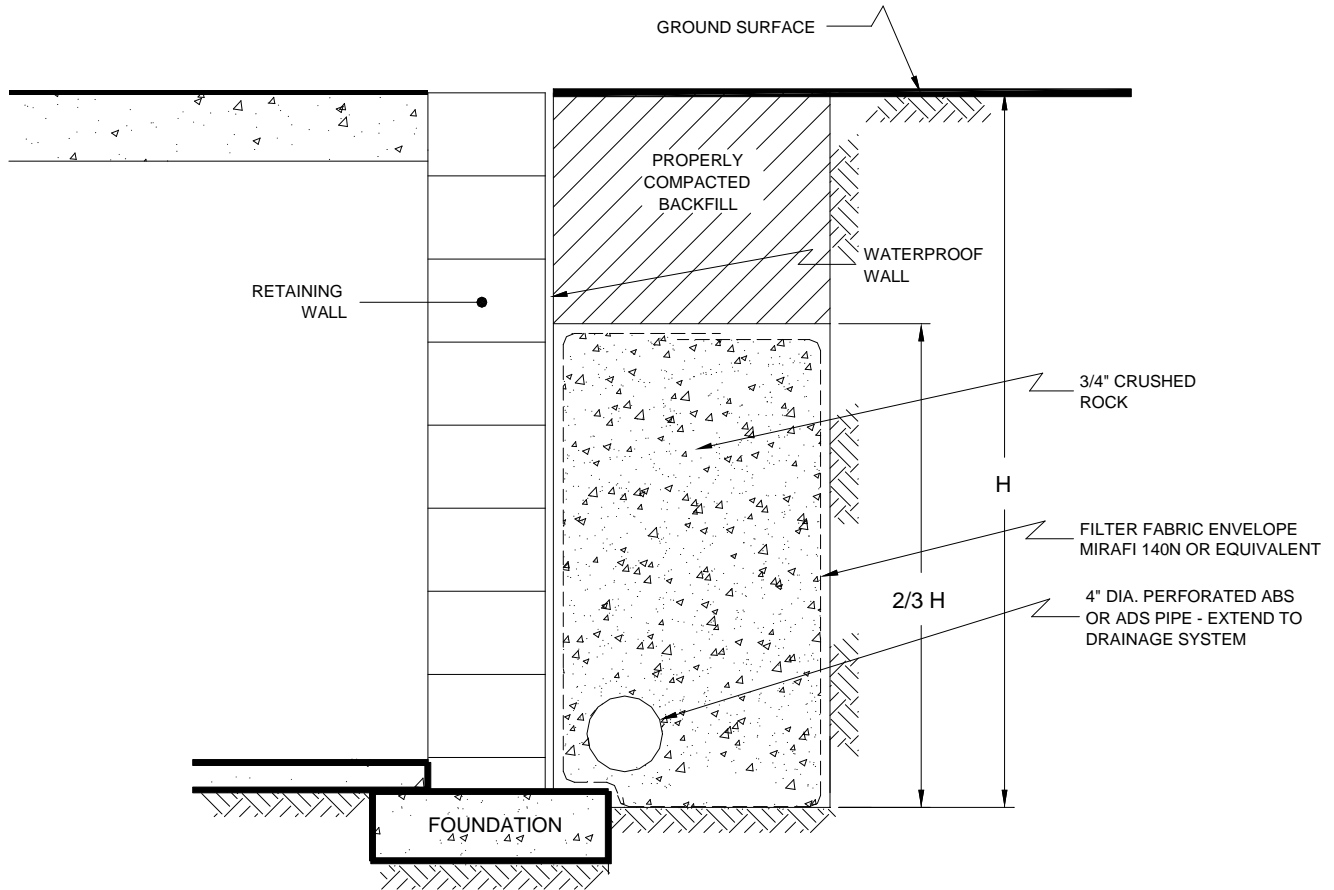 GROUND SURFACE
PROPERLY
COMPACTED
BACKFILL
WATERPROOF
WALL
RETAINING
WALL
3/4" CRUSHED
ROCK
H
FILTER FABRIC ENVELOPE
MIRAFI 140N OR EQUIVALENT
2/3 H
4" DIA. PERFORATED ABS
OR ADS PIPE - EXTEND TO
DRAINAGE SYSTEM
FOUNDATION